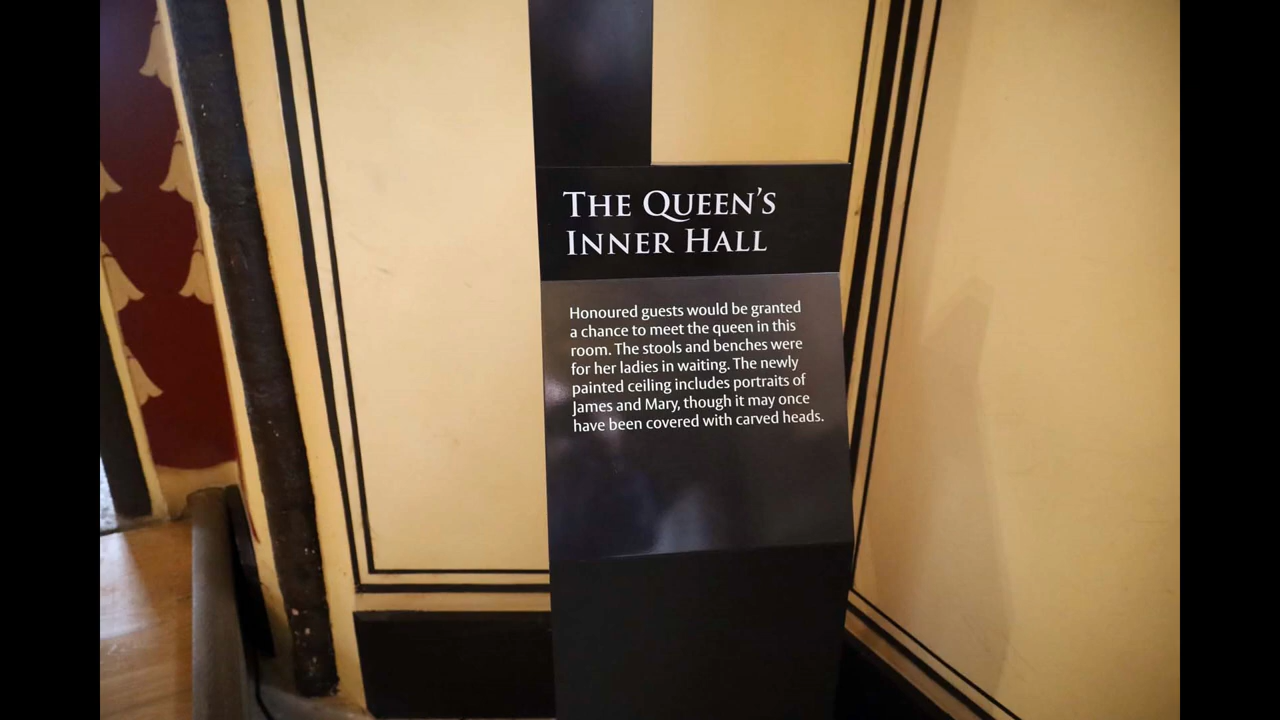 THE QUEEN'S
INNER HALL
Honoured guests would be granted
a chance to meet the queen in this
room. The stools and benches were
for her ladies in waiting. The newly
painted ceiling includes portraits of
James and Mary, though it may once
have been covered with carved heads.